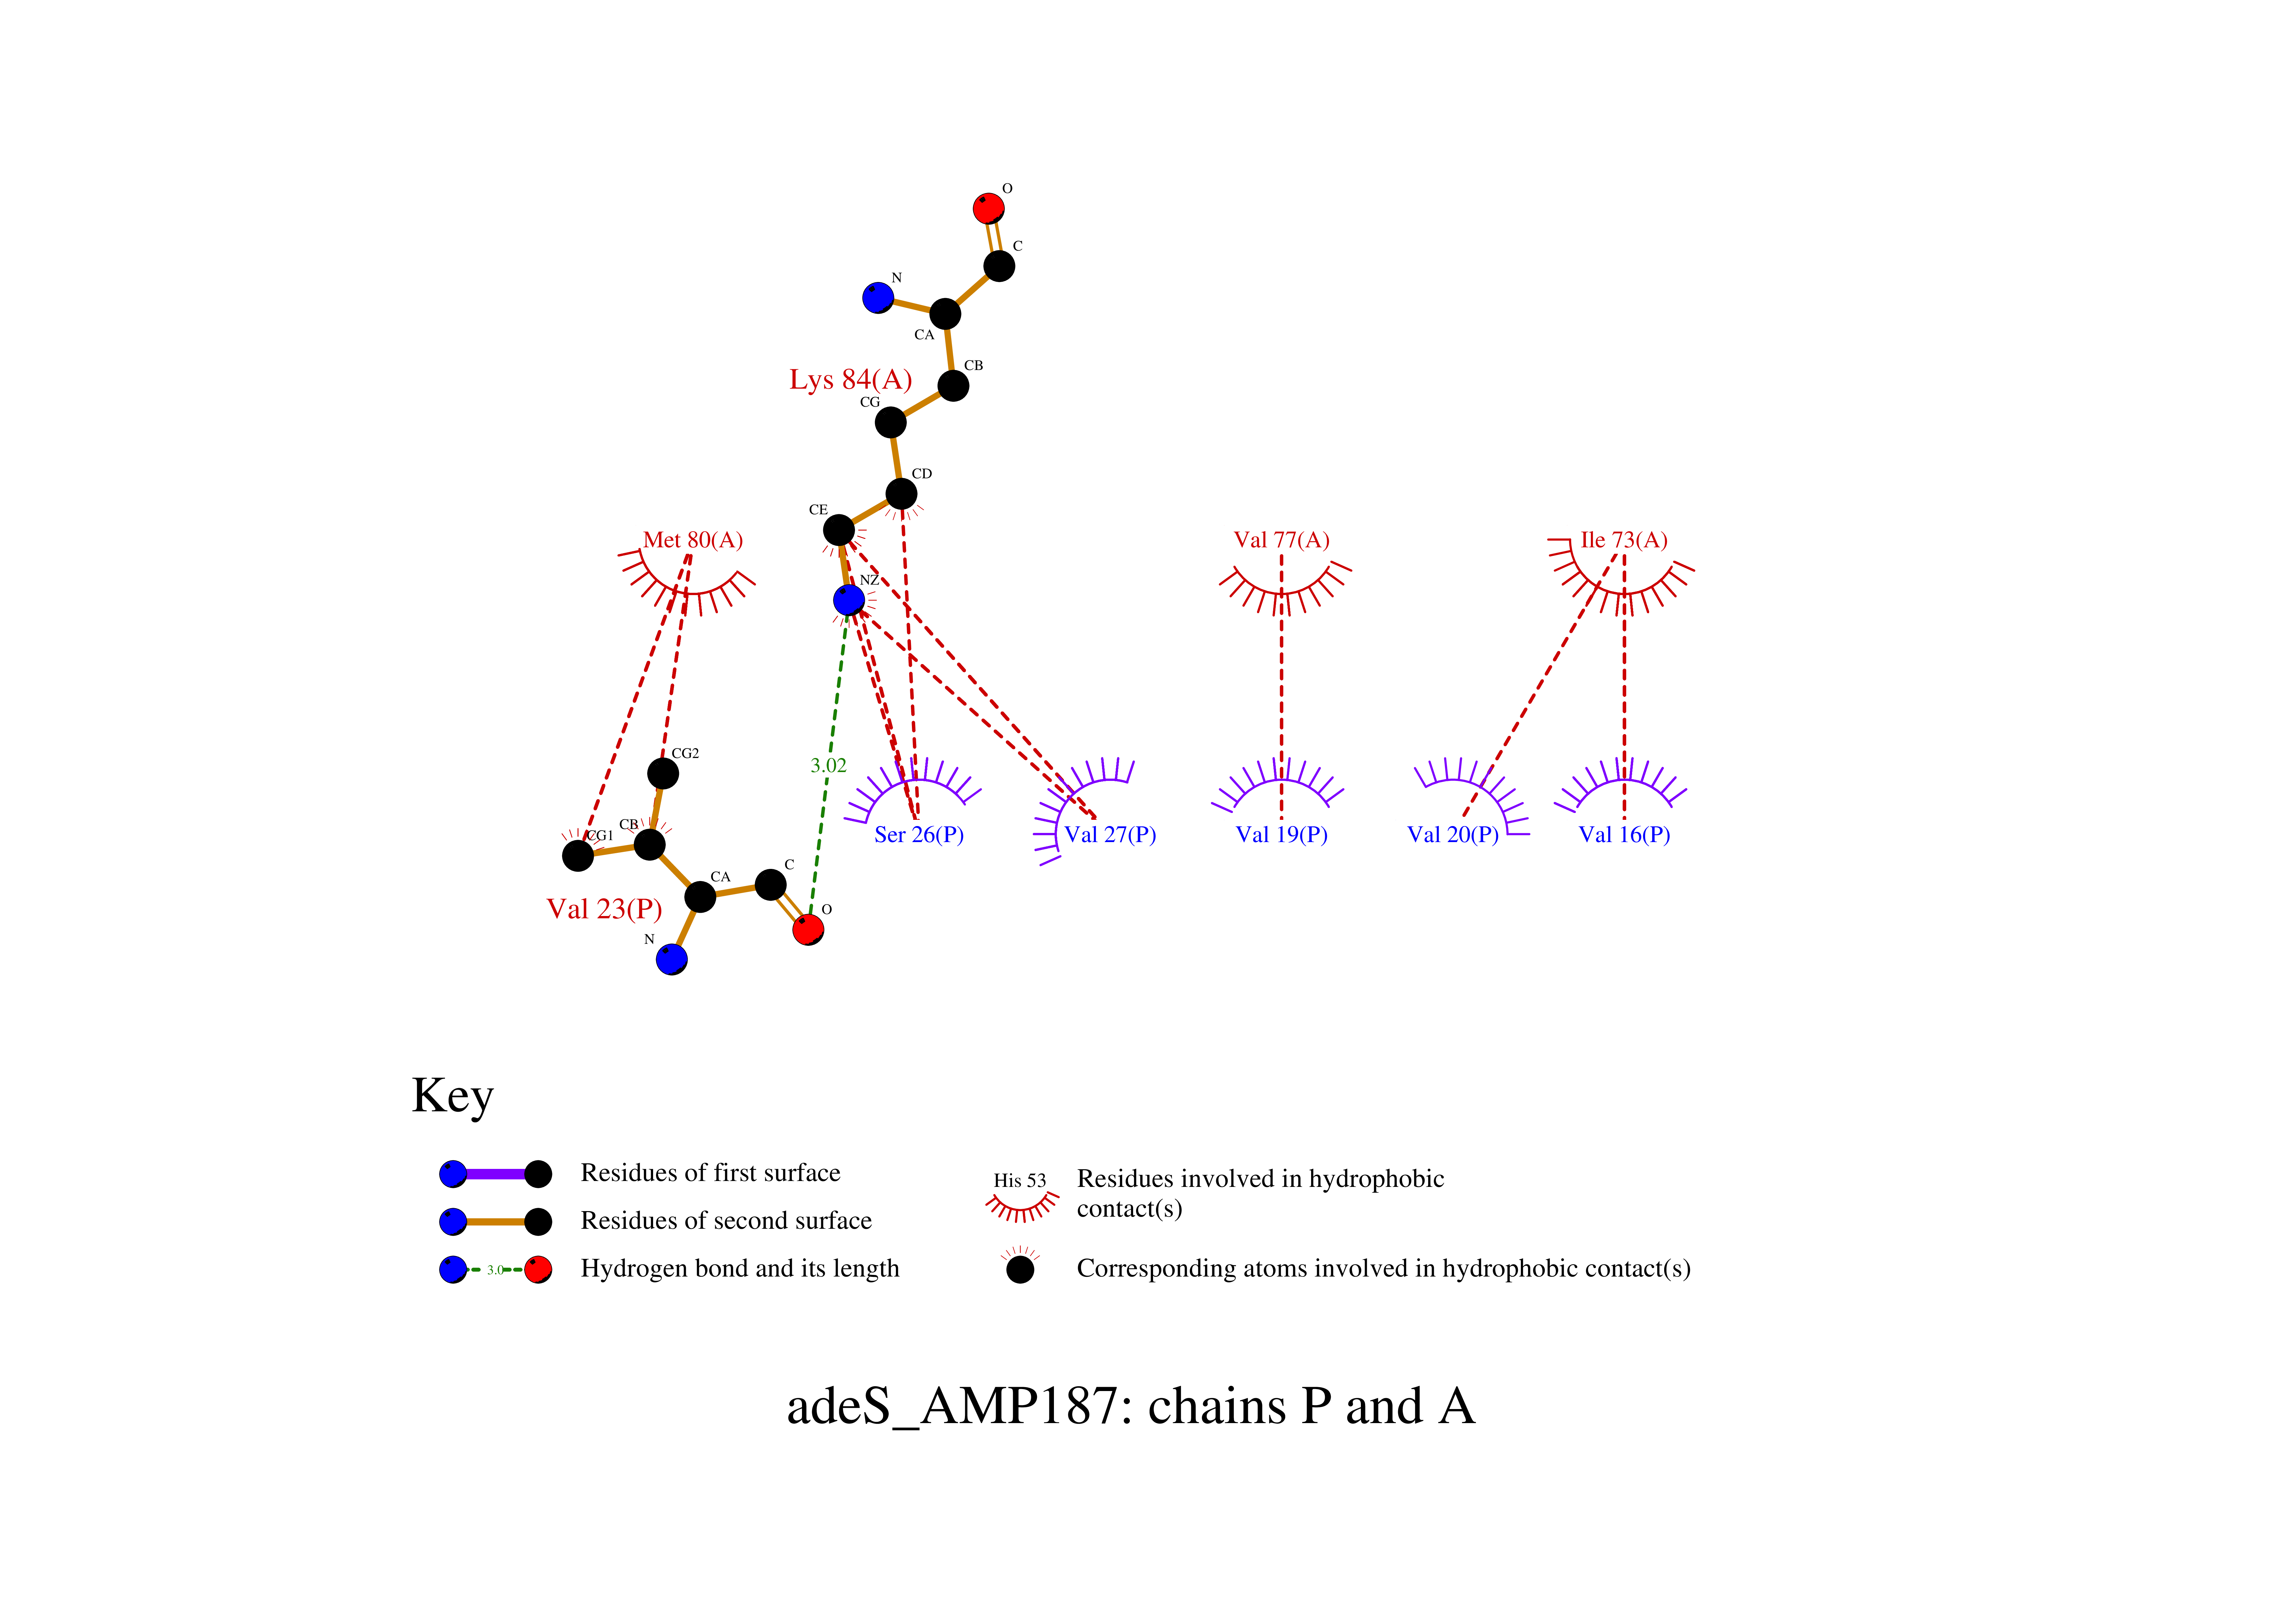 O
C
N
CA
CB
Lys 84(A)
CG
CD
CE
Met 80(A)
Val 77(A)
Ile 73(A)
NZ
CG2
3.02
CB
CG1
Ser 26(P)
Val 27(P)
Val 19(P)
Val 20(P)
Val 16(P)
C
CA
Val 23(P)
O
N
Key
Residues of first surface
His 53
Residues involved in hydrophobic
contact(s)
Residues of second surface
3.0
Hydrogen bond and its length
Corresponding atoms involved in hydrophobic contact(s)
adeS_AMP187: chains P and A